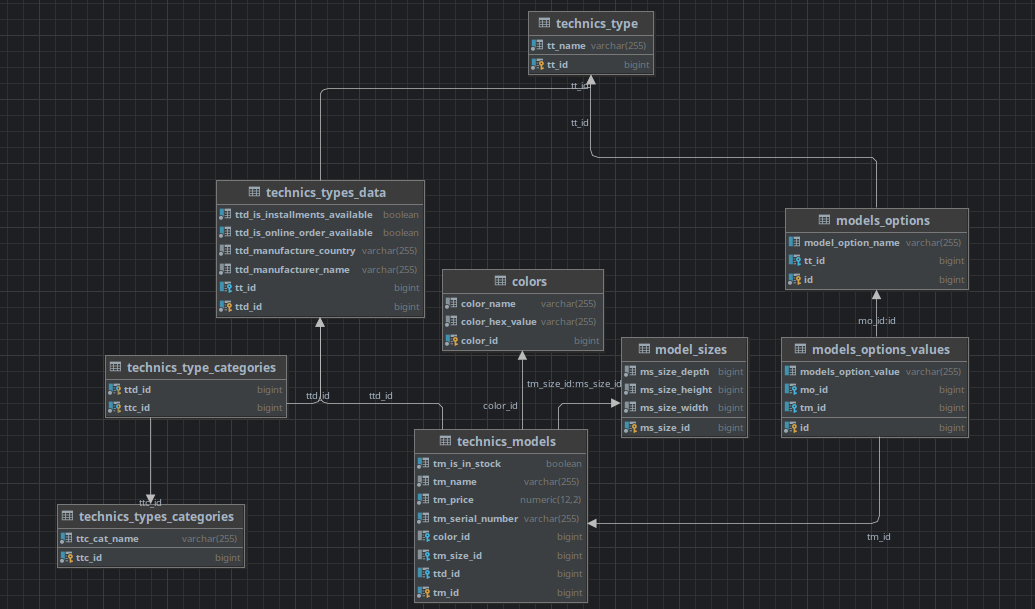 technics_type
tt_name varchar(255)
tt_id bigint
tt_id
tt_id
technics_types_data
ttd_is_installments_available boolean
ttd_is_online_order_available boolean
ttd_manufacture_country varchar(255)
ttd_manufacturer_name varchar(255)
tt_id bigint
ttd_id bigint
models_options
model_option_name varchar(255)
tt_id bigint
id bigint
colors
color_name varchar(255)
color_hex_value varchar(255)
color_id bigint
mo_id:id
model_sizes
ms_size_depth bigint
ms_size_height bigint
ms_size_width bigint
ms_size_id bigint
models_options_values
models_option_value varchar(255)
mo_id bigint
tm_id bigint
id bigint
technics_type_categories
ttd_id bigint
ttc_id bigint
ttd_id
ttd_id
tm_size_id:ms_size_id
color_id
technics_models
tm_is_in_stock boolean
tm_name varchar(255)
tm_price numeric(12,2)
tm_serial_number varchar(255)
color_id bigint
tm_size_id bigint
ttd_id bigint
tm_id bigint
ttc_id
technics_types_categories
ttc_cat_name varchar(255)
ttc_id bigint
tm_id